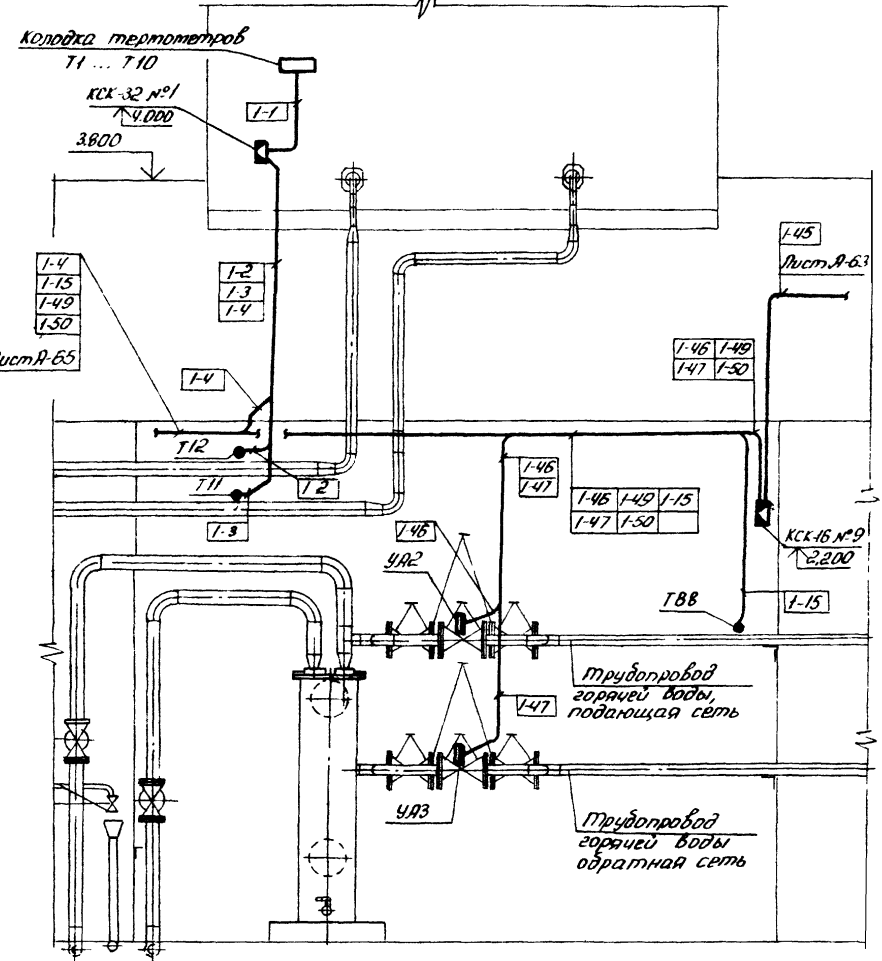 Колодка термометров
Т1 ... Т10
КСК-32 №1
4.000
3.800
1-1
1-45
Лист А-63
1-4
1-15
1-49
1-50
Лист А-65
1-2
1-3
1-4
1-46 1-49
1-47 1-50
1-4
Т12
1-2
Т11
1-3
1-46
1-47
1-46 1-49 1-15
1-47 1-50
1-46
УА2
КСК-16 №9
2.200
ТВВ
1-15
Трубопровод
горячей воды,
подающая сеть
1-47
УА3
Трубопровод
горячей воды
обратная сеть